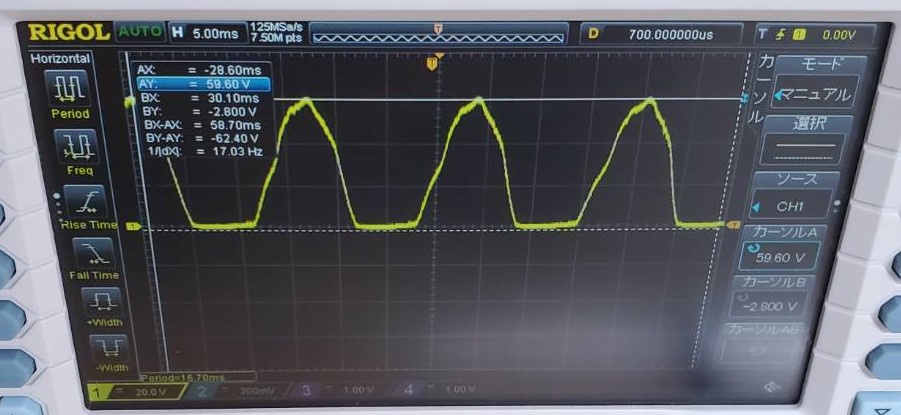 RIGOL AUTO H 5.00ms 125MSa/s 7.50M pts D 700.000000us T 1 0.00V
Horizontal
Period
Freq
Rise Time
Fall Time
+Width
-Width
AX: = -28.60ms
AY: = 59.60 V
BX: = 30.10ms
BY: = -2.800 V
BX-AX: = 58.70ms
BY-AY: = -62.40 V
1/|dX|: = 17.03 Hz
T
1
T
Period=16.70ms
1 = 20.0 V 2 = 200mV 3 = 1.00 V 4 = 1.00 V
カーソル
モード
マニュアル
選択
ソース
CH1
カーソルA
59.60 V
カーソルB
-2.800 V
カーソルAB